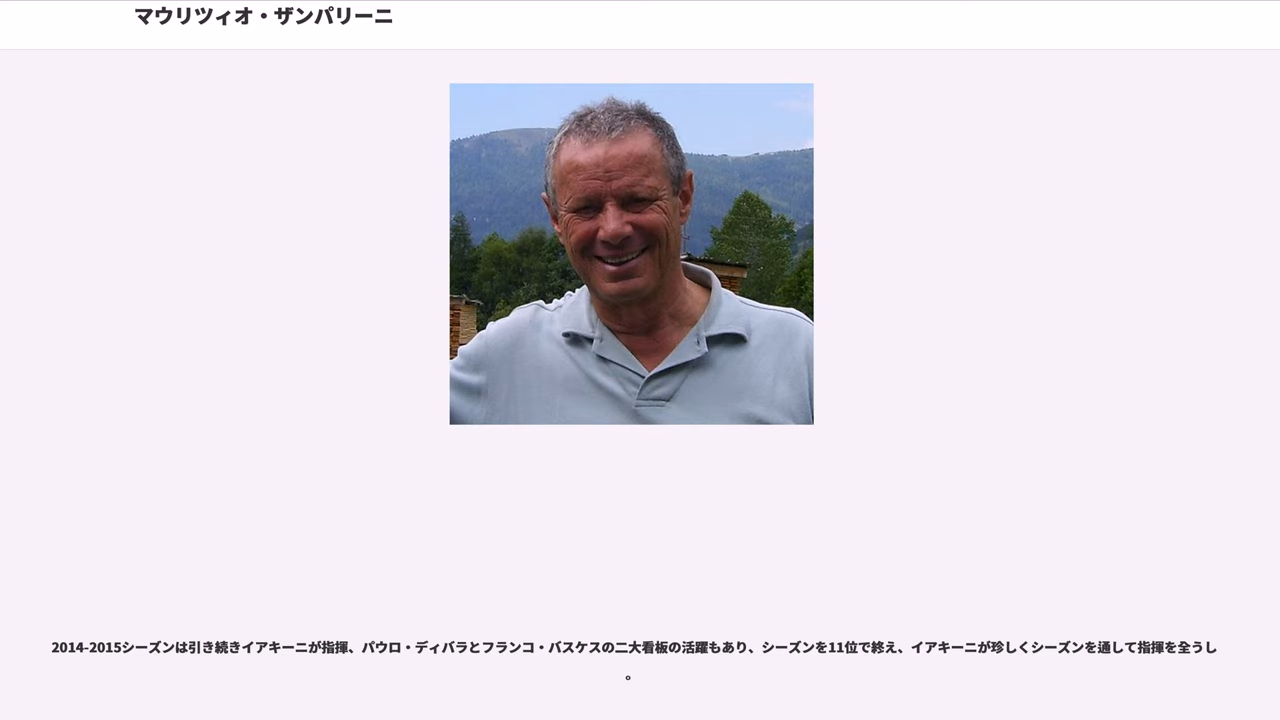 マウリツィオ・ザンパリーニ
2014-2015シーズンは引き続きイアキーニが指揮、パウロ・ディバラとフランコ・バスケスの二大看板の活躍もあり、シーズンを11位で終え、イアキーニが珍しくシーズンを通して指揮を全うし
。